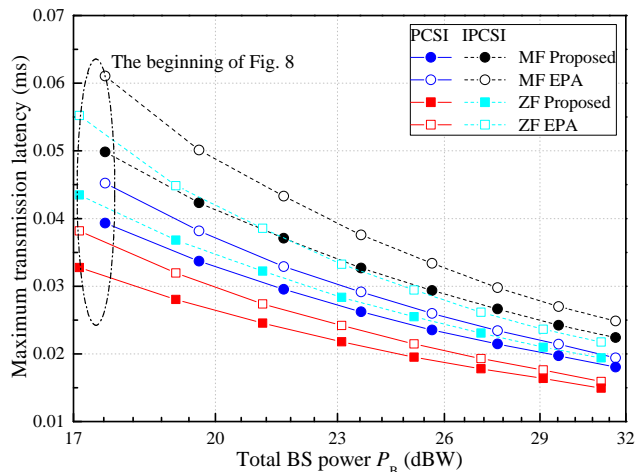 0.07
0.06
0.05
0.04
0.03
0.02
0.01
Maximum transmission latency (ms)
The beginning of Fig. 8
PCSI IPCSI
MF Proposed
MF EPA
ZF Proposed
ZF EPA
17 20 23 26 29 32
Total BS power P_B (dBW)